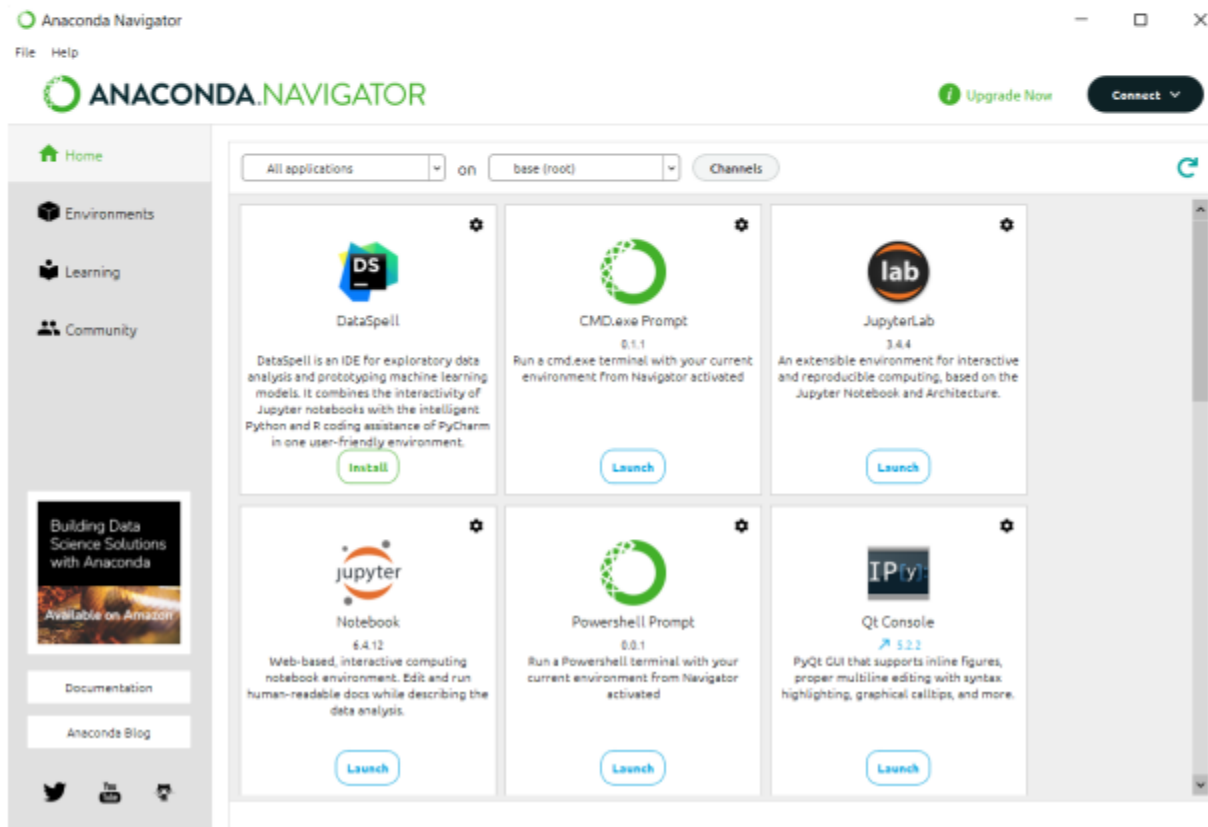 Anaconda Navigator
File Help
ANACONDA.NAVIGATOR
Upgrade Now
Connect
Home
Environments
Learning
Community
Building Data
Science Solutions
with Anaconda
Available on Amazon
Documentation
Anaconda Blog
You
Tube
All applications on base (root) Channels
DS
DataSpell
DataSpell is an IDE for exploratory data
analysis and prototyping machine learning
models. It combines the interactivity of
Jupyter notebooks with the intelligent
Python and R coding assistance of PyCharm
in one user-friendly environment.
Install
CMD.exe Prompt
0.1.1
Run a cmd.exe terminal with your current
environment from Navigator activated
Launch
lab
JupyterLab
3.4.4
An extensible environment for interactive
and reproducible computing, based on the
Jupyter Notebook and Architecture.
Launch
jupyter
Notebook
6.4.12
Web-based, interactive computing
notebook environment. Edit and run
human-readable docs while describing the
data analysis.
Launch
Powershell Prompt
0.0.1
Run a Powershell terminal with your
current environment from Navigator
activated
Launch
IP[y]:
Qt Console
5.2.2
PyQt GUI that supports inline figures,
proper multiline editing with syntax
highlighting, graphical calltips, and more.
Launch